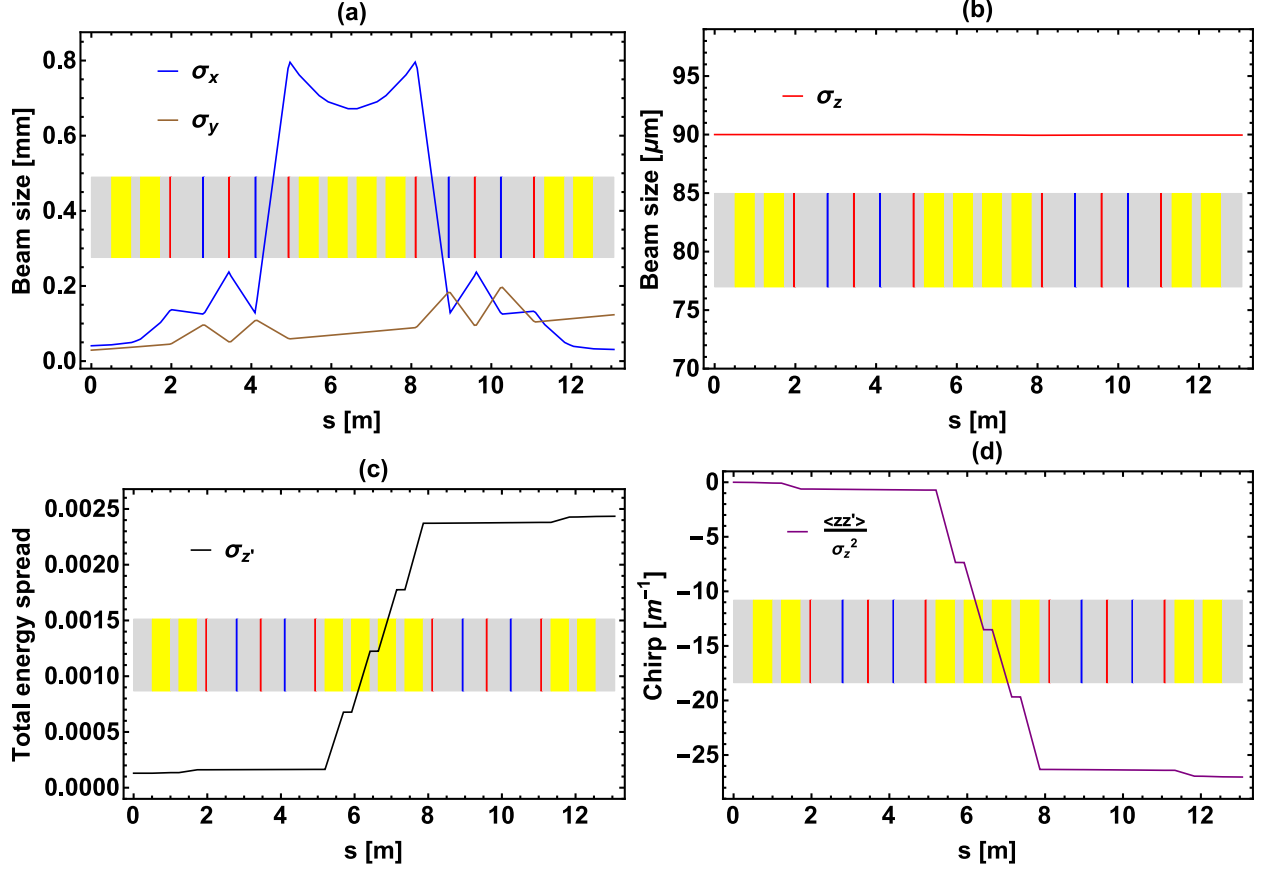 (a)
Beam size [mm]
0.8
0.6
0.4
0.2
0.0
σx
σy
0 2 4 6 8 10 12
s [m]
(b)
Beam size [μm]
95
90
85
80
75
70
σz
0 2 4 6 8 10 12
s [m]
(c)
Total energy spread
0.0025
0.0020
0.0015
0.0010
0.0005
0.0000
σz'
0 2 4 6 8 10 12
s [m]
(d)
Chirp [m⁻¹]
0
−5
−10
−15
−20
−25
<zz'>
σz²
0 2 4 6 8 10 12
s [m]